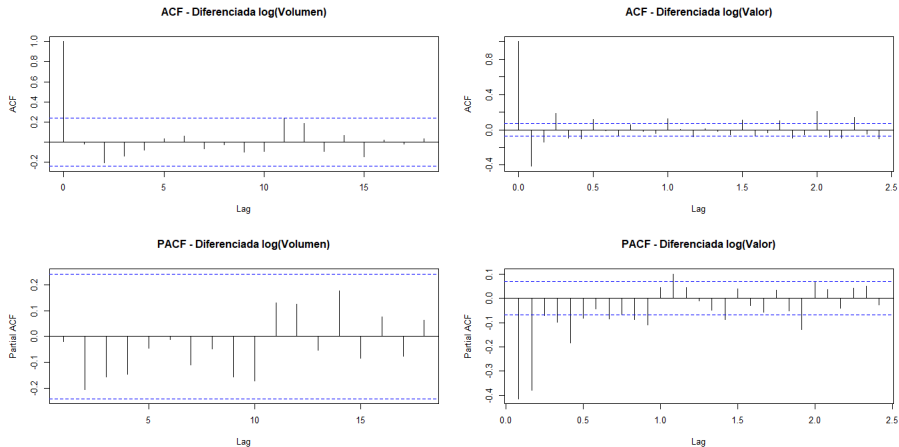 ACF - Diferenciada log(Volumen)
ACF
1.0
0.8
0.6
0.4
0.2
-0.2
0 5 10 15
Lag
ACF - Diferenciada log(Valor)
ACF
0.8
0.4
0.0
-0.4
0.0 0.5 1.0 1.5 2.0 2.5
Lag
PACF - Diferenciada log(Volumen)
Partial ACF
0.2
0.1
0.0
-0.1
-0.2
5 10 15
Lag
PACF - Diferenciada log(Valor)
Partial ACF
0.1
0.0
-0.1
-0.2
-0.3
-0.4
0.0 0.5 1.0 1.5 2.0 2.5
Lag